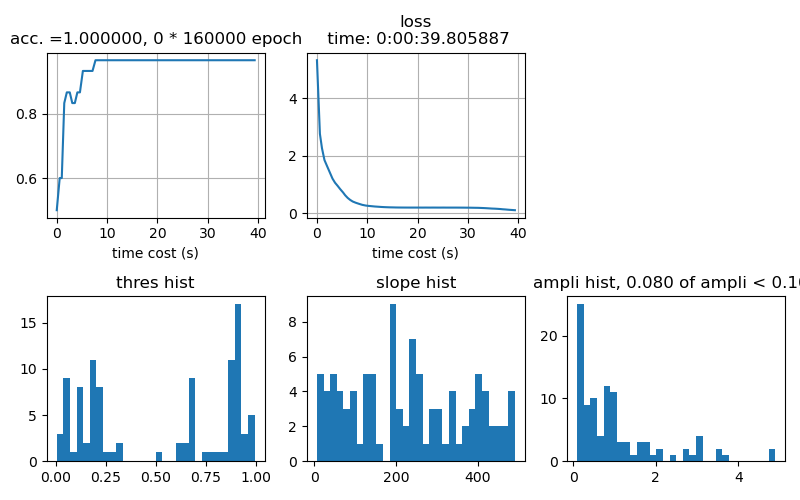 acc. =1.000000, 0 * 160000 epoch
0.8
0.6
0 10 20 30 40
time cost (s)
loss
time: 0:00:39.805887
4
2
0
0 10 20 30 40
time cost (s)
thres hist
15
10
5
0
0.00 0.25 0.50 0.75 1.00
slope hist
8
6
4
2
0
0 200 400
ampli hist, 0.080 of ampli < 0.10
20
10
0
0 2 4